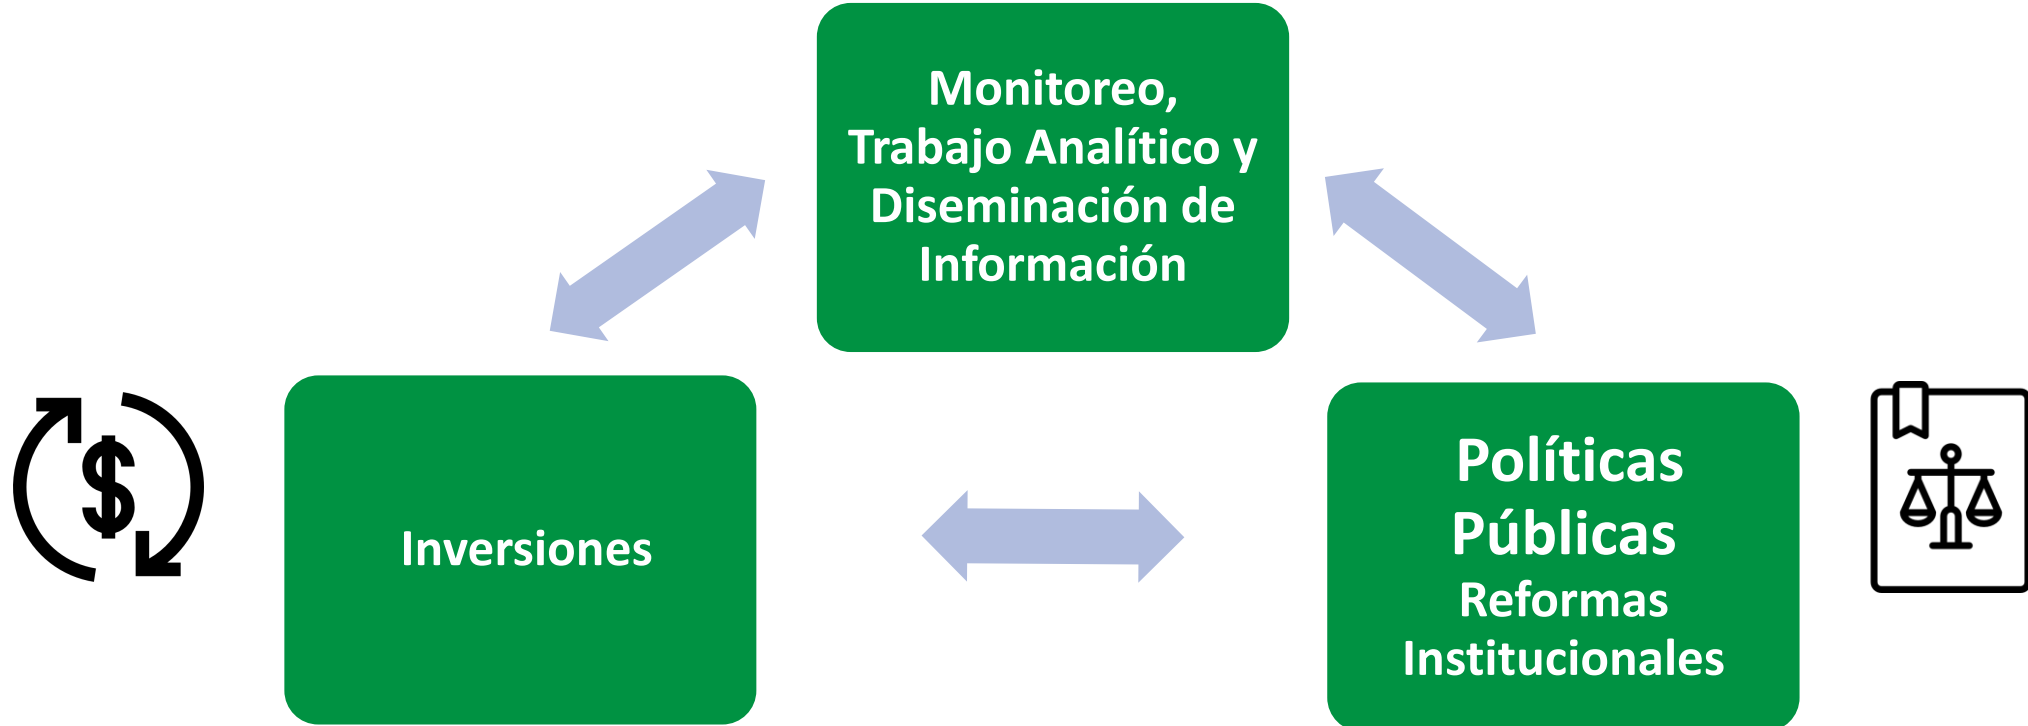 Monitoreo,
Trabajo Analítico y
Diseminación de
Información
Inversiones
Políticas
Públicas
Reformas
Institucionales
$